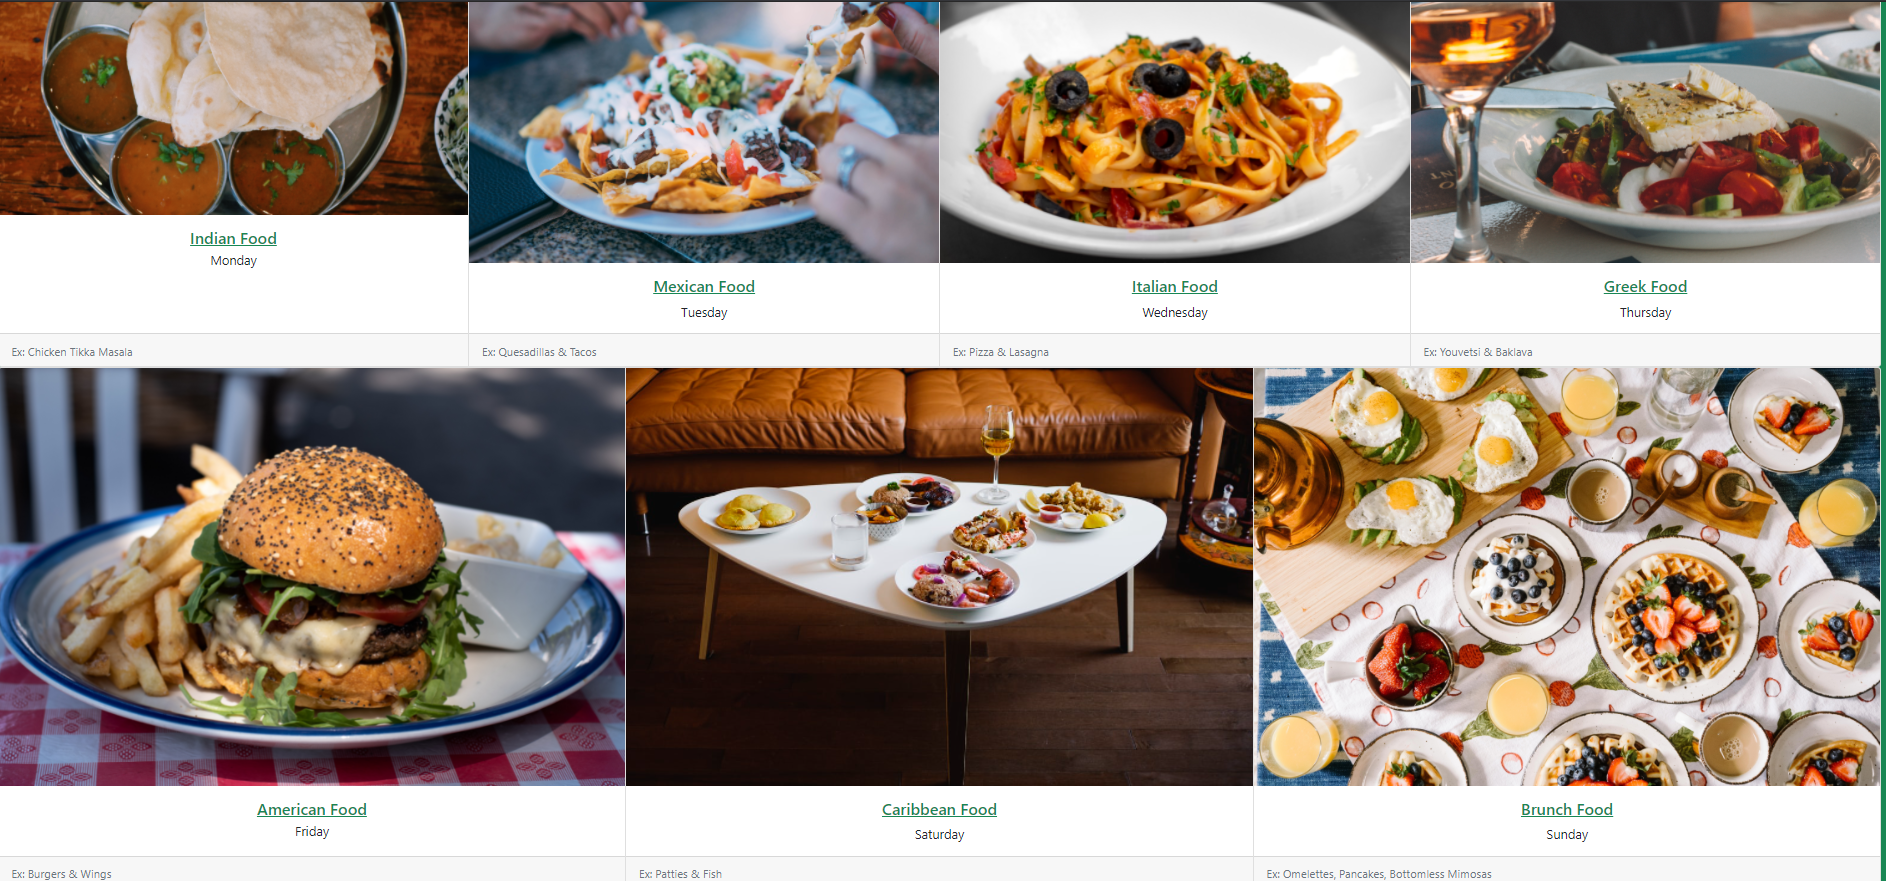 Indian Food
Monday
Ex: Chicken Tikka Masala
Mexican Food
Tuesday
Ex: Quesadillas & Tacos
Italian Food
Wednesday
Ex: Pizza & Lasagna
Greek Food
Thursday
Ex: Youvetsi & Baklava
American Food
Friday
Ex: Burgers & Wings
Caribbean Food
Saturday
Ex: Patties & Fish
Brunch Food
Sunday
Ex: Omelettes, Pancakes, Bottomless Mimosas